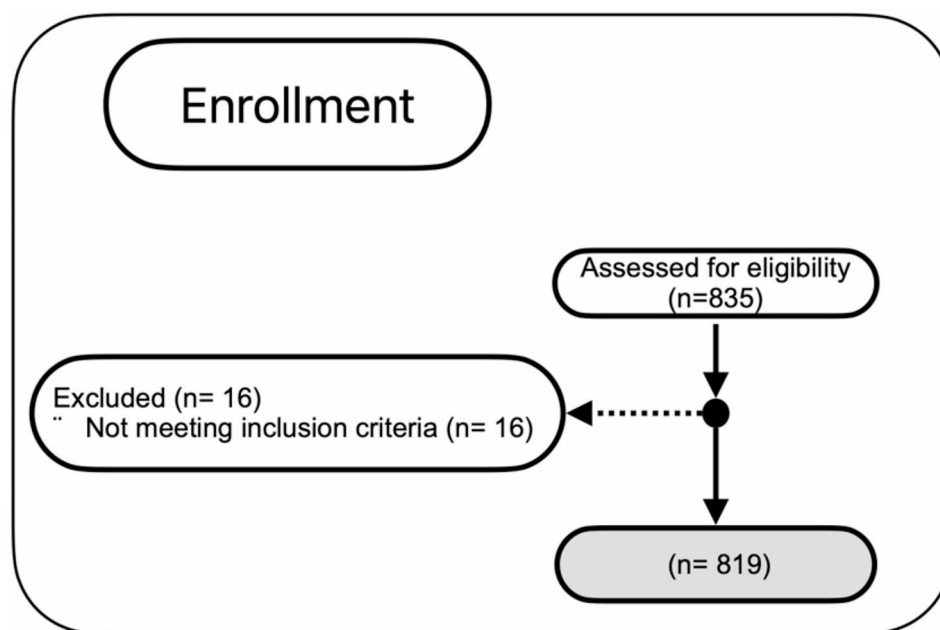 Enrollment
Assessed for eligibility
(n=835)
Excluded (n= 16)
¨ Not meeting inclusion criteria (n= 16)
(n= 819)